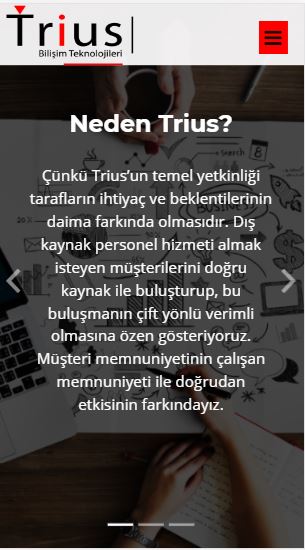 Trius
Bilişim Teknolojileri
search
Neden Trius?
Çünkü Trius’un temel yetkinliği
tarafların ihtiyaç ve beklentilerinin
daima farkında olmasıdır. Dış
kaynak personel hizmeti almak
isteyen müşterilerini doğru
kaynak ile buluşturup, bu
buluşmanın çift yönlü verimli
olmasına özen gösteriyoruz.
Müşteri memnuniyetinin çalışan
memnuniyeti ile doğrudan
etkisinin farkındayız.